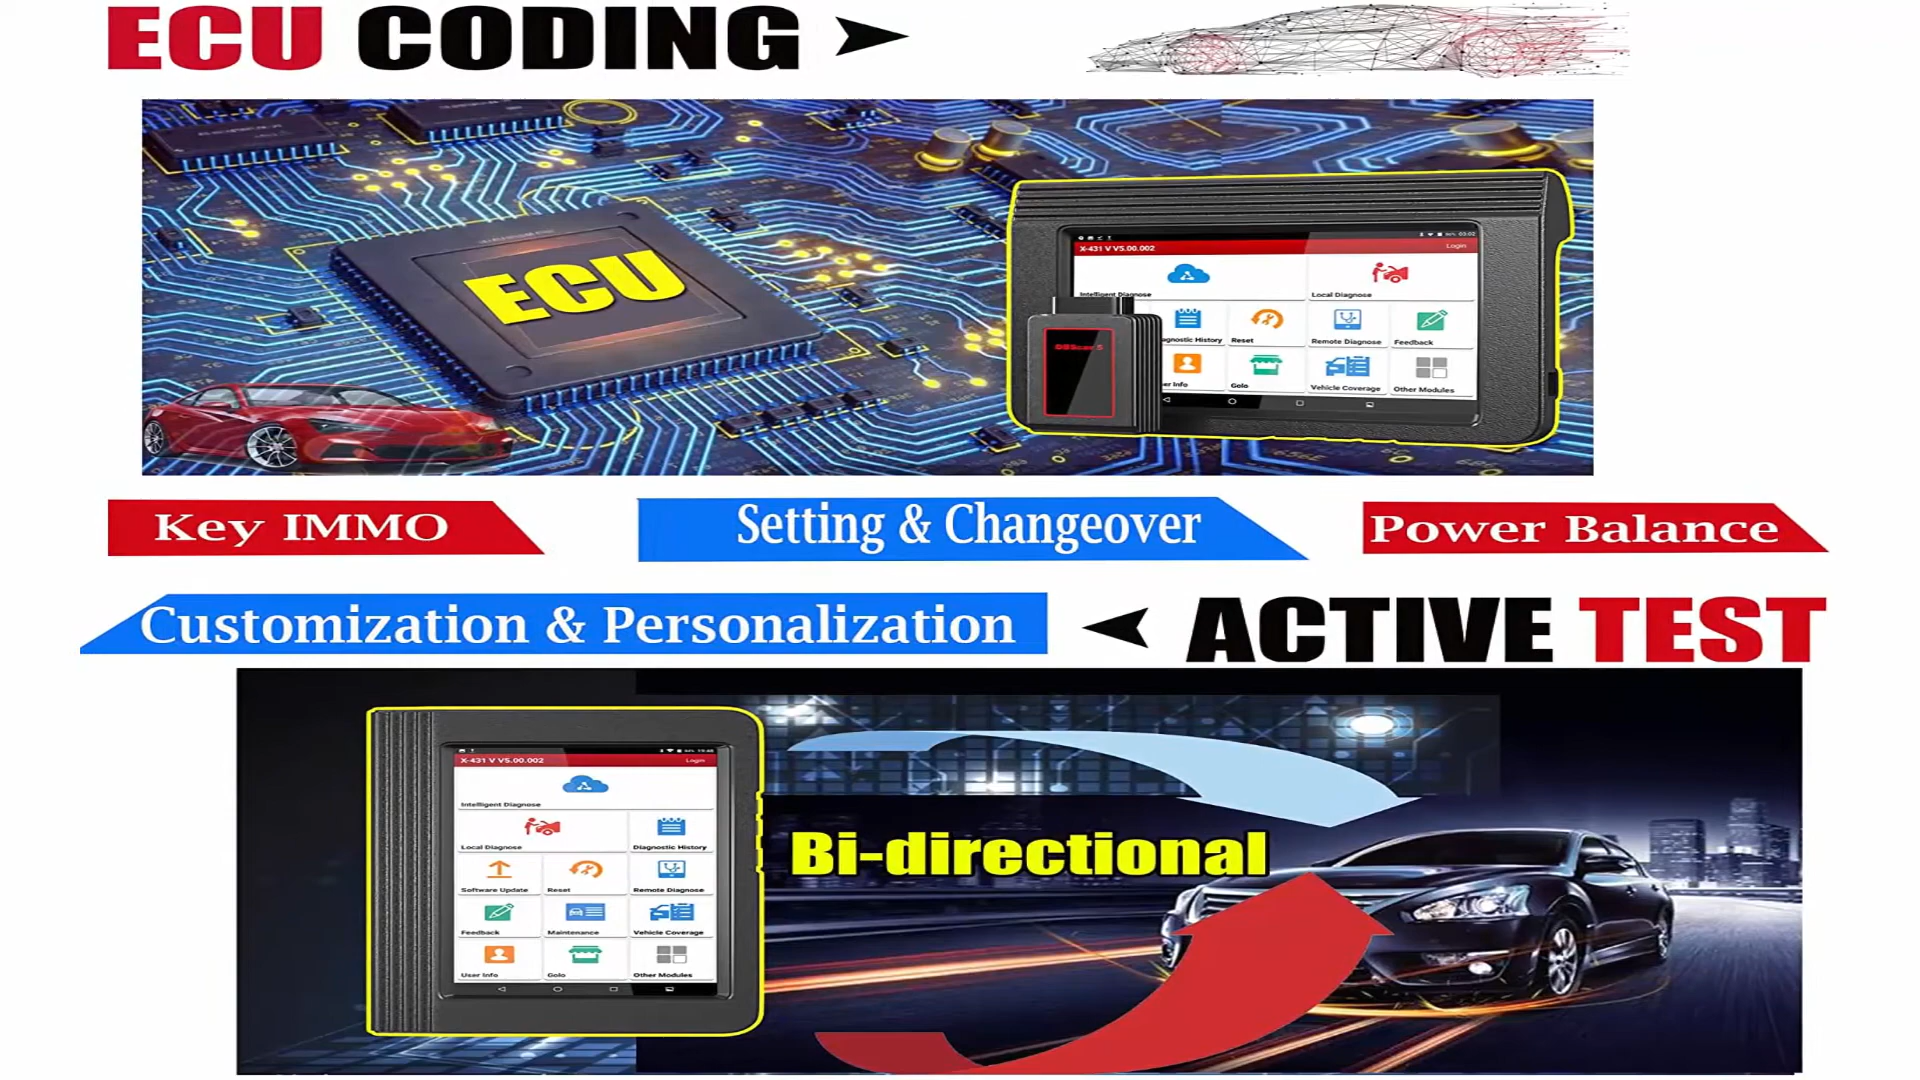 ECU CODING
ECU
X-431 V V5.00.002
Login
Intelligent Diagnose
Local Diagnose
Reset
Remote Diagnose
Feedback
Golo
Vehicle Coverage
Other Modules
Key IMMO
Setting & Changeover
Power Balance
Customization & Personalization
ACTIVE TEST
X-431 V V5.00.002
Login
Intelligent Diagnose
Local Diagnose
Diagnostic History
Software Update
Reset
Remote Diagnose
Feedback
Maintenance
Vehicle Coverage
User Info
Golo
Other Modules
Bi-directional